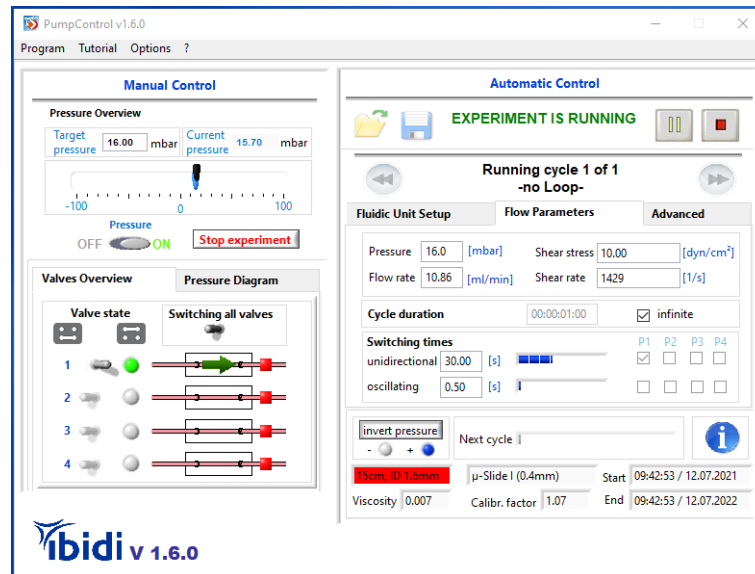 PumpControl v1.6.0
Program Tutorial Options ?
Manual Control
Pressure Overview
Target pressure 16.00 mbar Current pressure 15.70 mbar
-100 0 100
Pressure
OFF ON Stop experiment
Valves Overview Pressure Diagram
Valve state Switching all valves
1
2
3
4
ibidi v 1.6.0
Automatic Control
EXPERIMENT IS RUNNING
Running cycle 1 of 1
-no Loop-
Fluidic Unit Setup Flow Parameters Advanced
Pressure 16.0 [mbar] Shear stress 10.00 [dyn/cm²]
Flow rate 10.86 [ml/min] Shear rate 1429 [1/s]
Cycle duration 00:00:01:00 infinite
Switching times P1 P2 P3 P4
unidirectional 30.00 [s]
oscillating 0.50 [s]
invert pressure
- +
Next cycle
i
15cm, ID 1.6mm µ-Slide I (0.4mm) Start 09:42:53 / 12.07.2021
Viscosity 0.007 Calibr. factor 1.07 End 09:42:53 / 12.07.2022